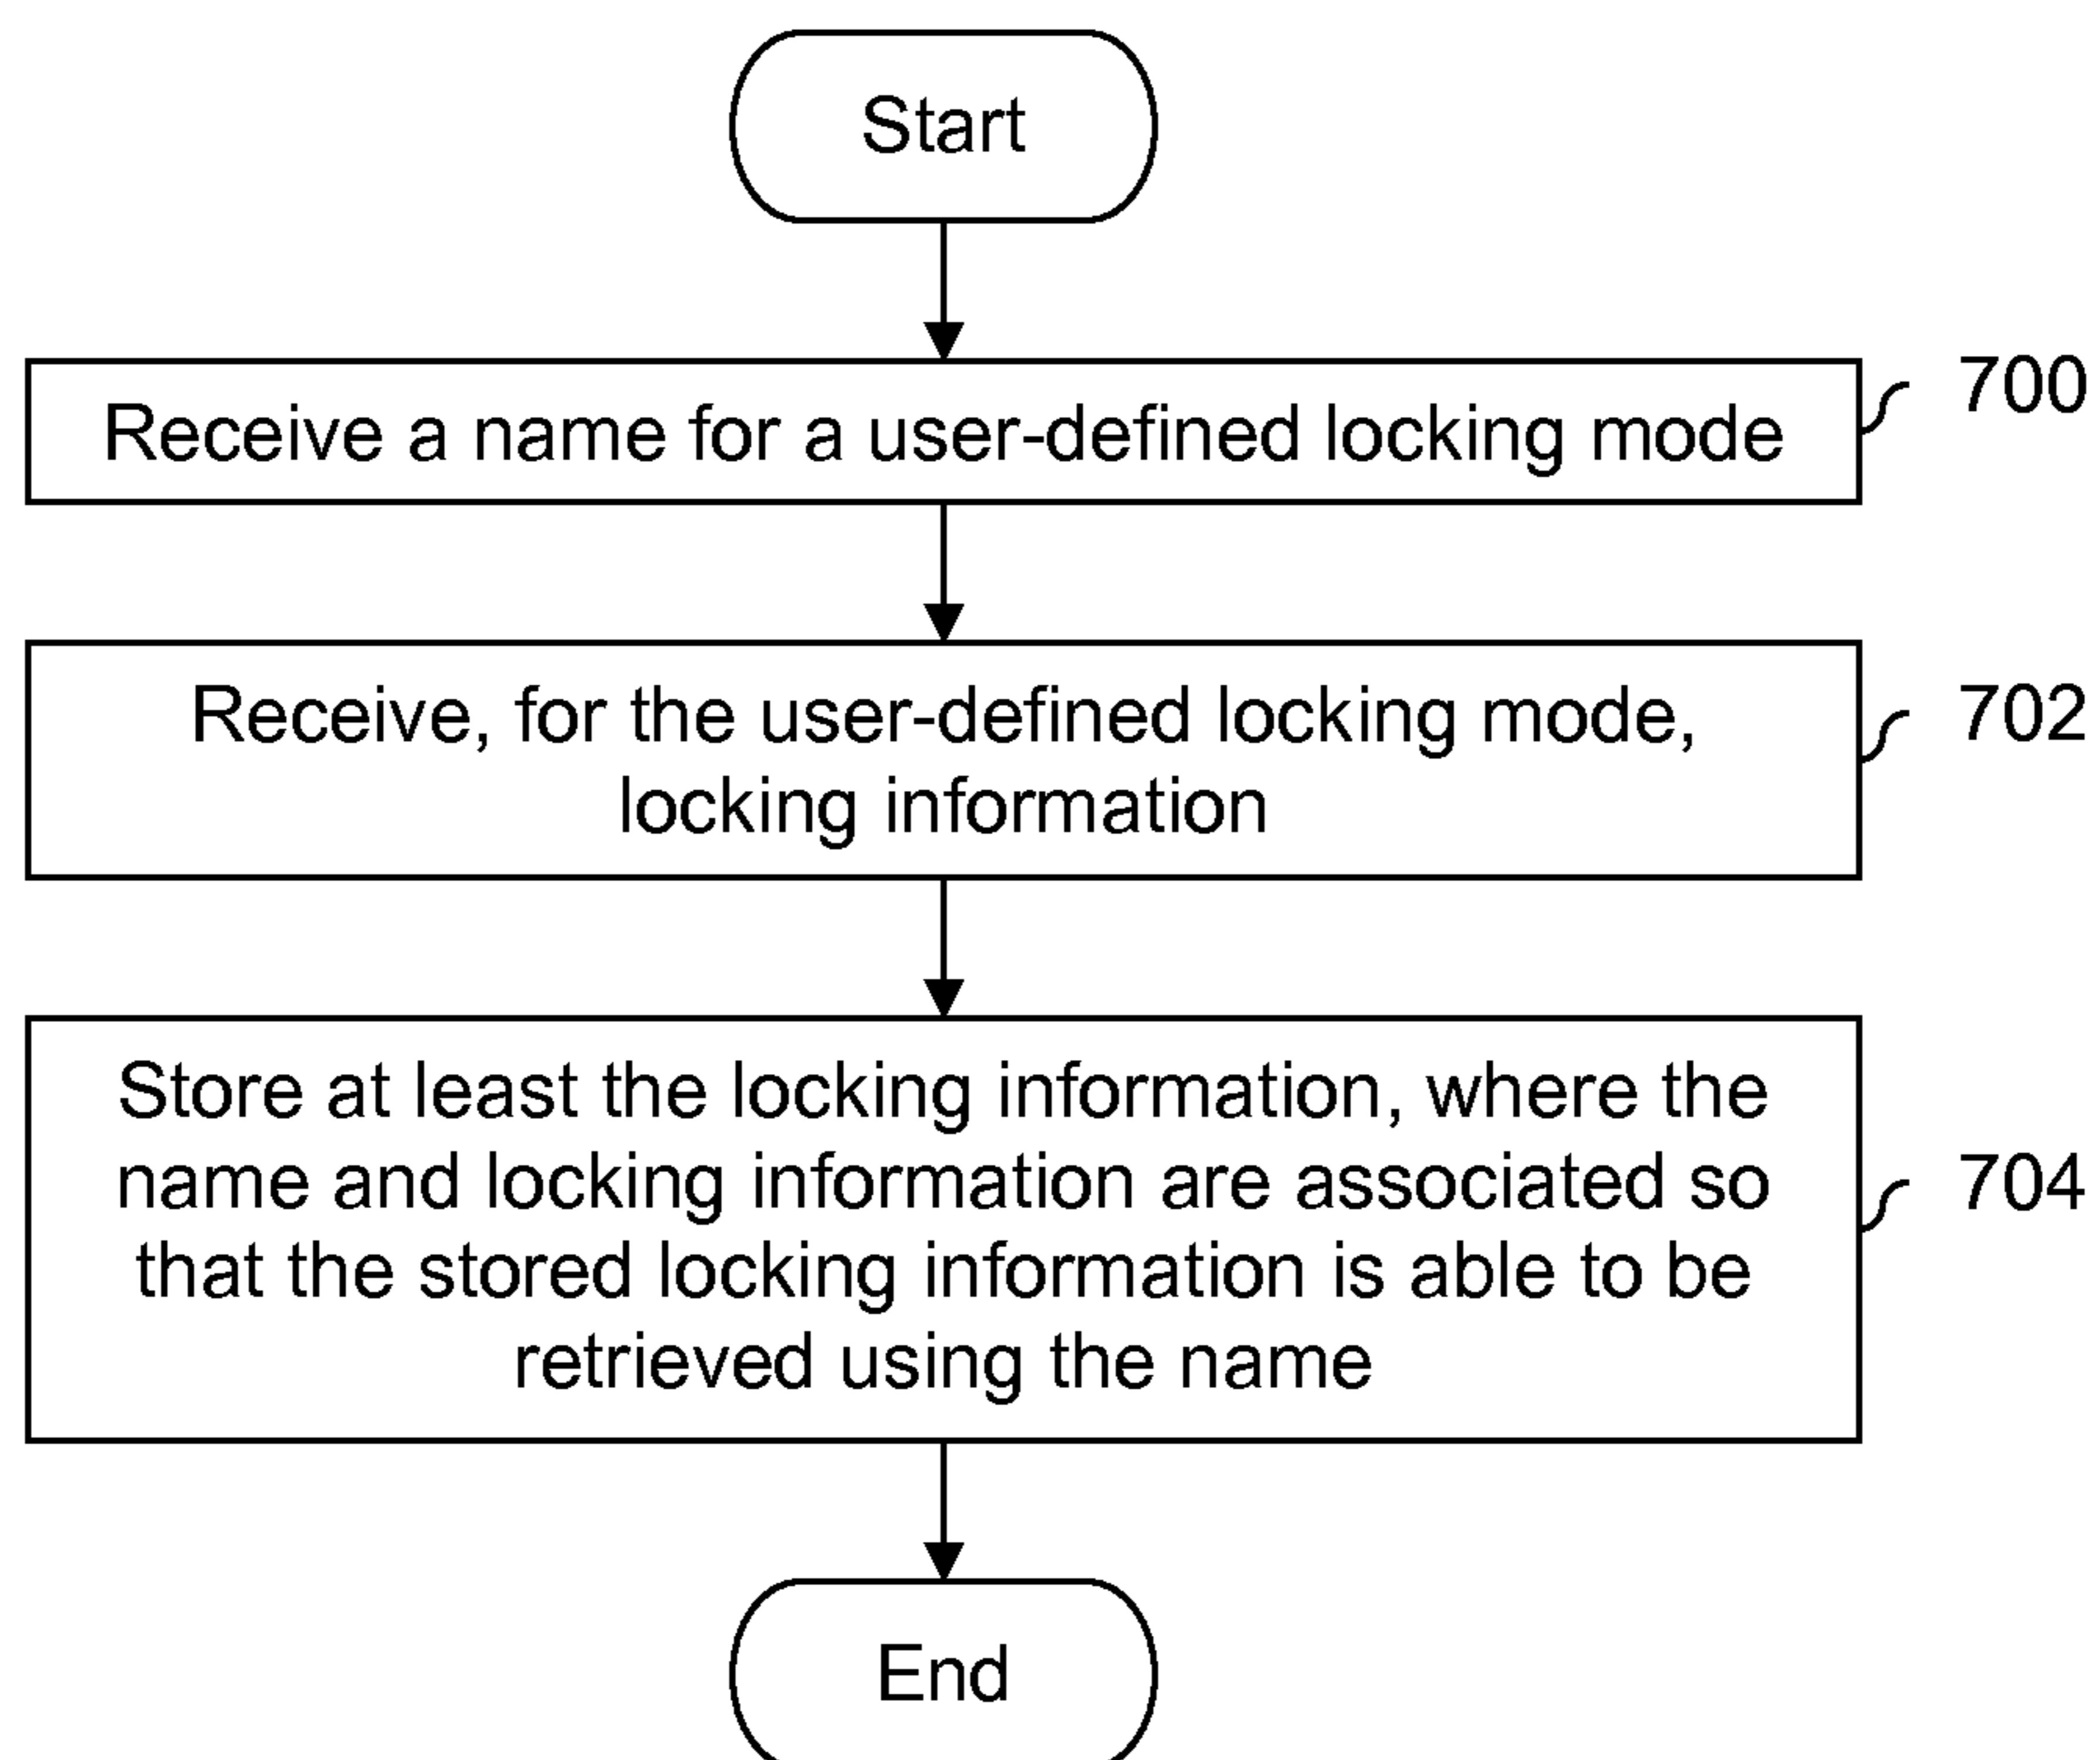 Start
Receive a name for a user-defined locking mode
700
Receive, for the user-defined locking mode,
locking information
702
Store at least the locking information, where the
name and locking information are associated so
that the stored locking information is able to be
retrieved using the name
704
End